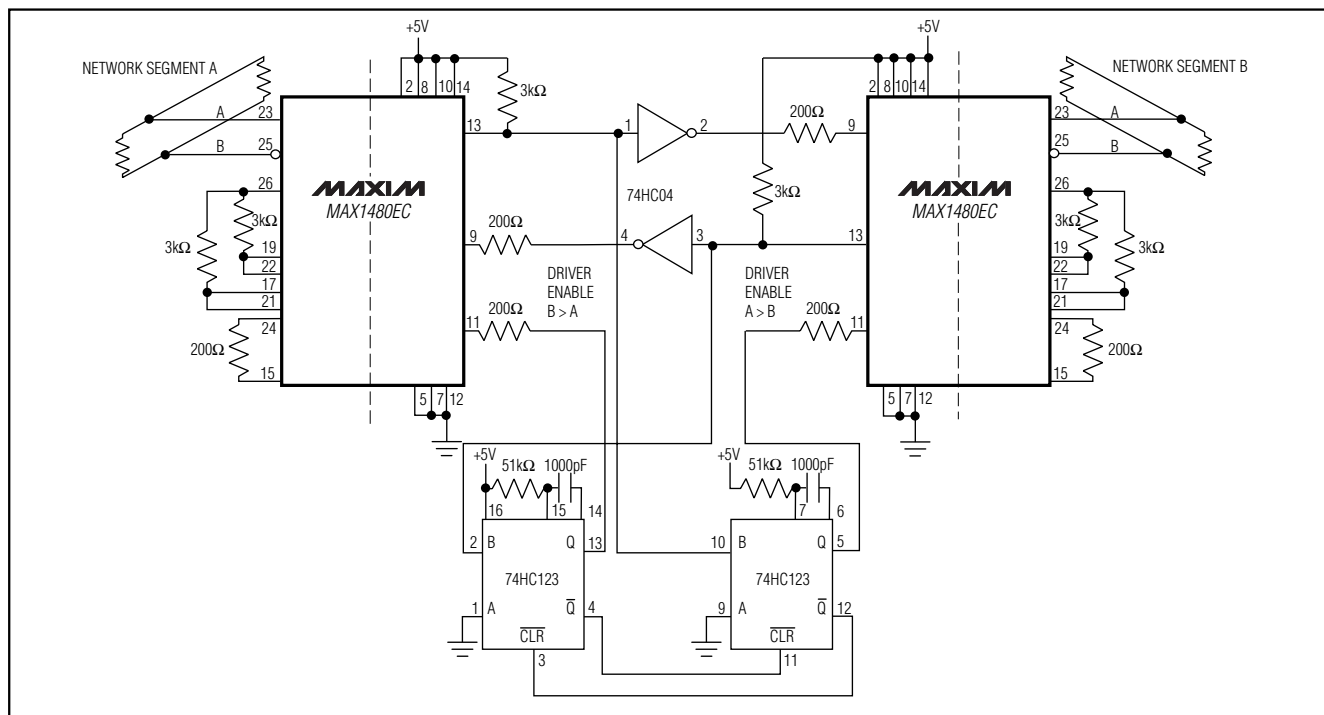 +5V
+5V
NETWORK SEGMENT A
NETWORK SEGMENT B
2 8 10 14
3kΩ
2 8 10 14
23
A
13
1
2
200Ω
9
23
A
25
B
25
B
MAXIM
MAX1480EC
74HC04
3kΩ
MAXIM
MAX1480EC
26
3kΩ
3kΩ
19
22
17
21
24
200Ω
15
9
200Ω
4
3
13
26
3kΩ
3kΩ
19
22
17
21
24
200Ω
15
DRIVER
ENABLE
B > A
DRIVER
ENABLE
A > B
11
200Ω
200Ω
11
5 7 12
5 7 12
+5V
51kΩ
1000pF
+5V
51kΩ
1000pF
16
15
14
7
6
2
B
Q
13
10
B
Q
5
74HC123
74HC123
1
A
Q
4
9
A
Q
12
CLR
CLR
3
11